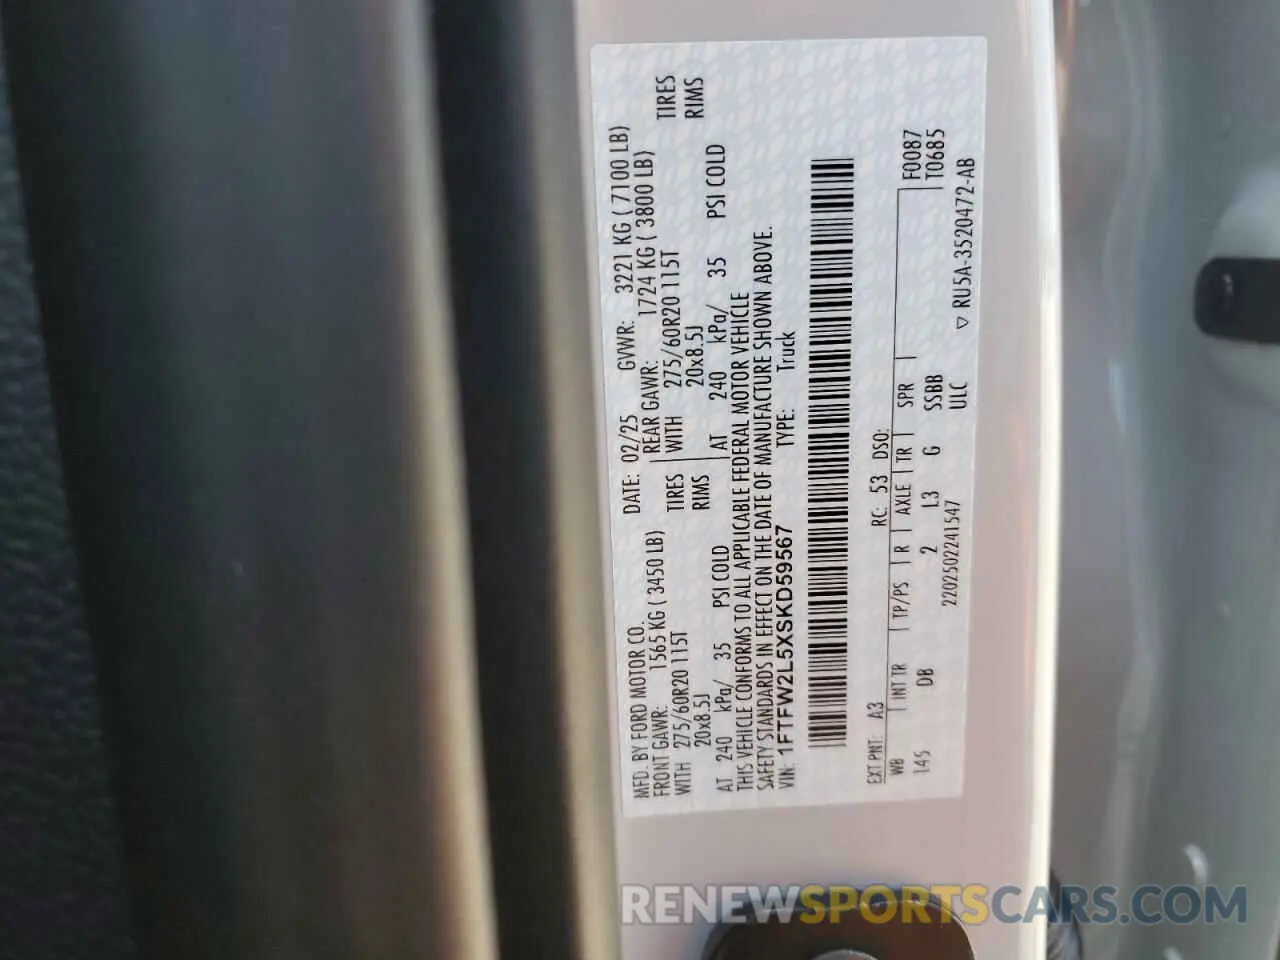 MFD. BY FORD MOTOR CO.
DATE: 02/25 GVWR: 3221 KG ( 7100 LB)
FRONT GAWR: 1565 KG ( 3450 LB) REAR GAWR: 1724 KG ( 3800 LB)
WITH 275/60R20 115T TIRES WITH 275/60R20 115T TIRES
20x8.5J RIMS 20x8.5J RIMS
AT 240 kPa/ 35 PSI COLD AT 240 kPa/ 35 PSI COLD
THIS VEHICLE CONFORMS TO ALL APPLICABLE FEDERAL MOTOR VEHICLE
SAFETY STANDARDS IN EFFECT ON THE DATE OF MANUFACTURE SHOWN ABOVE.
VIN: 1FTFW2L5XSKD59567 TYPE: Truck
EXT PNT: A3 RC: 53 DSO:
WB INT TR TP/PS R AXLE TR SPR F0087
145 DB 2 L3 G SSBB T0685
2202502241547 ULC ▽ RU5A-3520472-AB
RENEWSPORTSCARS.COM